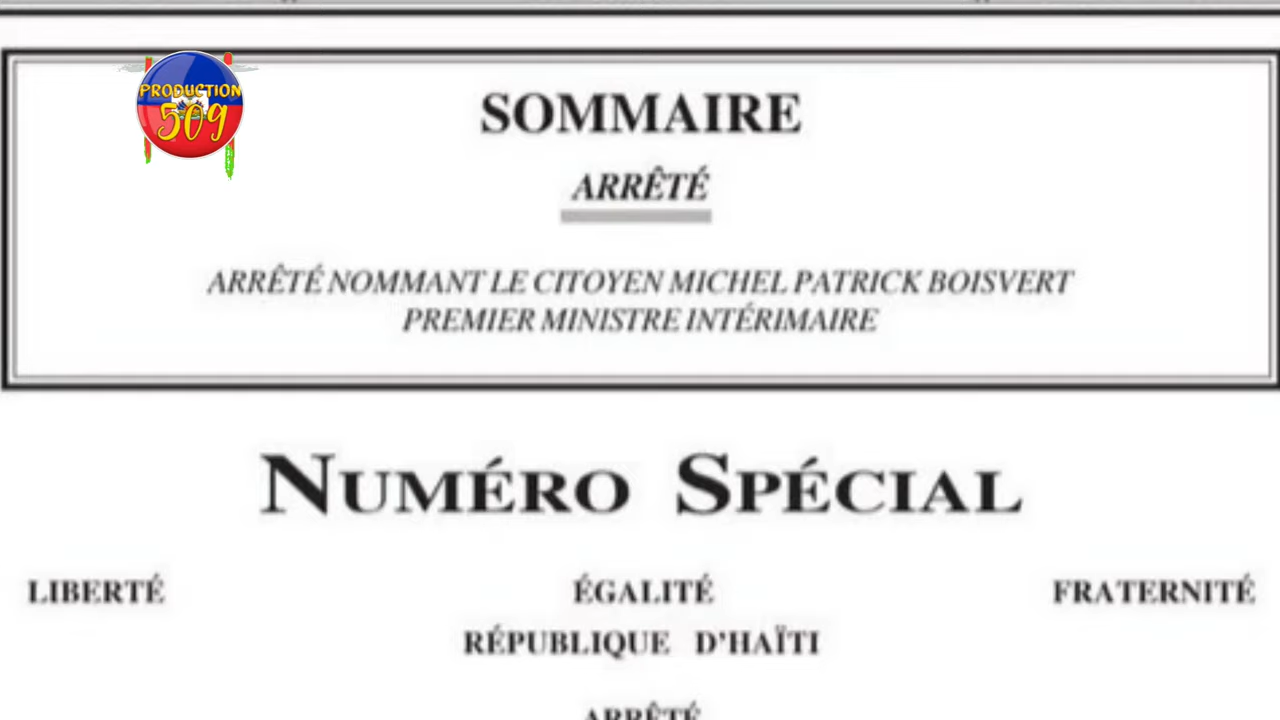 PRODUCTION
509
SOMMAIRE
ARRÊTÉ
ARRÊTÉ NOMMANT LE CITOYEN MICHEL PATRICK BOISVERT
PREMIER MINISTRE INTÉRIMAIRE
NUMÉRO SPÉCIAL
LIBERTÉ ÉGALITÉ FRATERNITÉ
RÉPUBLIQUE D'HAÏTI
ARRÊTÉ